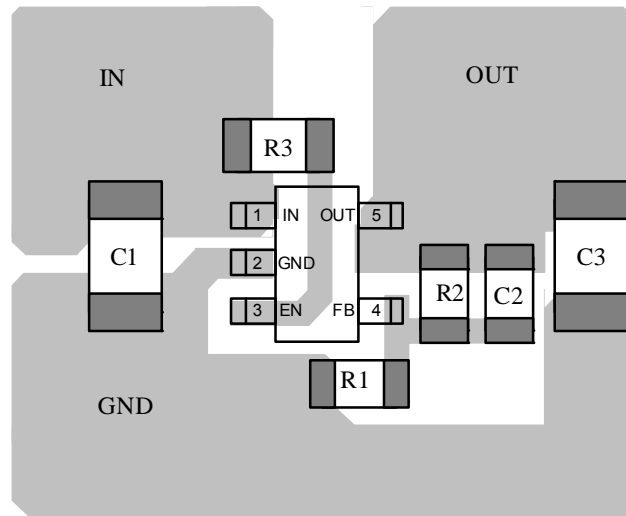 IN
OUT
R3
1 IN OUT 5
C1
2 GND
C3
R2
C2
3 EN FB 4
R1
GND